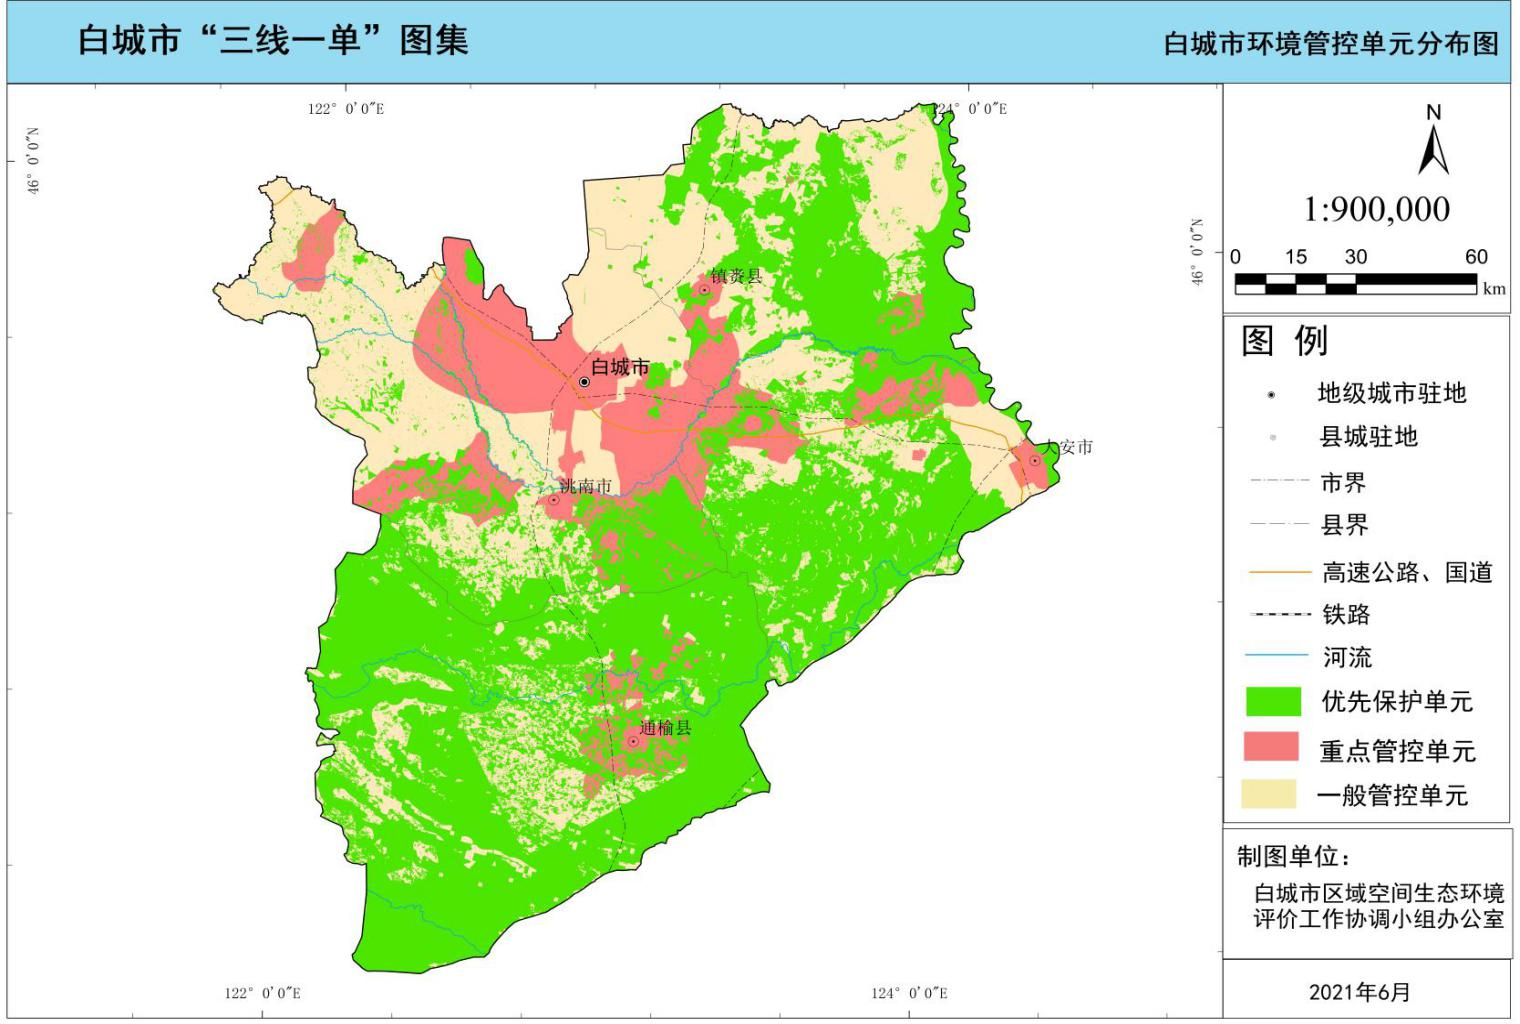 白城市“三线一单”图集
白城市环境管控单元分布图
122° 0′0″E
124° 0′0″E
46° 0′0″N
46° 0′0″N
N
1:900,000
0 15 30 60
km
镇赉县
白城市
大安市
洮南市
通榆县
图 例
地级城市驻地
县城驻地
市界
县界
高速公路、国道
铁路
河流
优先保护单元
重点管控单元
一般管控单元
制图单位：
白城市区域空间生态环境
评价工作协调小组办公室
2021年6月
122° 0′0″E
124° 0′0″E